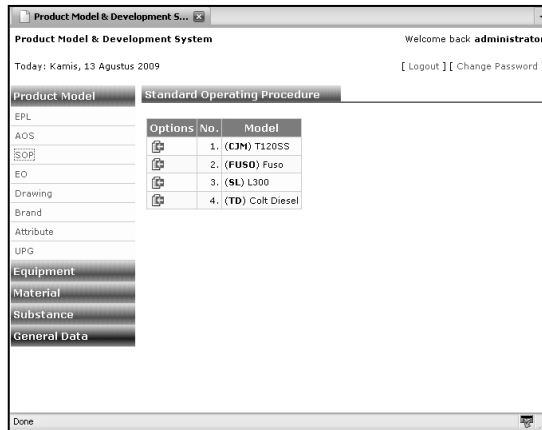 Product Model & Development S...
Product Model & Development System
Welcome back administrator
Today: Kamis, 13 Agustus 2009
[ Logout ] [ Change Password
Product Model
EPL
AOS
SOP
EO
Drawing
Brand
Attribute
UPG
Equipment
Material
Substance
General Data
Standard Operating Procedure
Options No. Model
1. (CJM) T120SS
2. (FUSO) Fuso
3. (SL) L300
4. (TD) Colt Diesel
Done